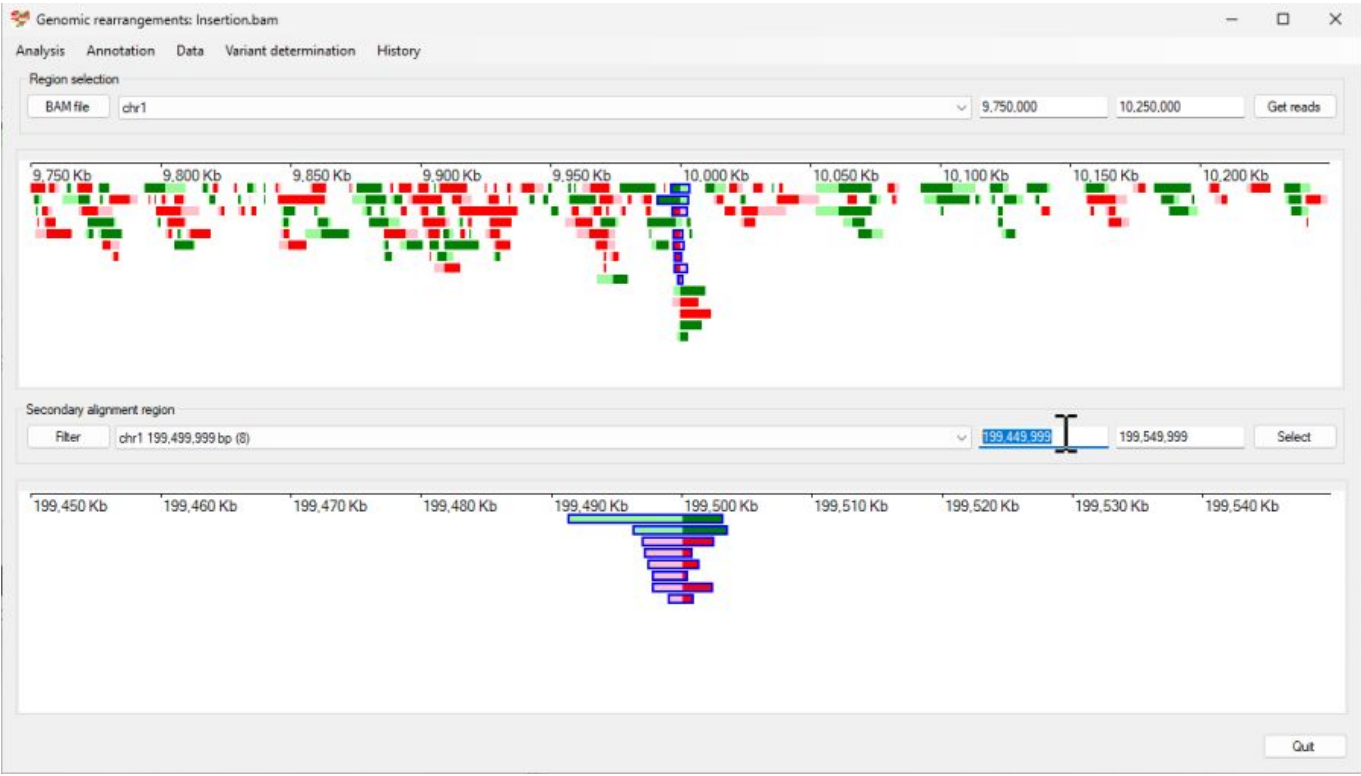 Genomic rearrangements: Insertion.bam
Analysis Annotation Data Variant determination History
Region selection
BAM file chr1 9,750,000 10,250,000 Get reads
9,750 Kb 9,800 Kb 9,850 Kb 9,900 Kb 9,950 Kb 10,000 Kb 10,050 Kb 10,100 Kb 10,150 Kb 10,200 Kb
Secondary alignment region
Filter chr1 199,499,999 bp (8) 199,449,999 199,549,999 Select
199,450 Kb 199,460 Kb 199,470 Kb 199,480 Kb 199,490 Kb 199,500 Kb 199,510 Kb 199,520 Kb 199,530 Kb 199,540 Kb
Quit